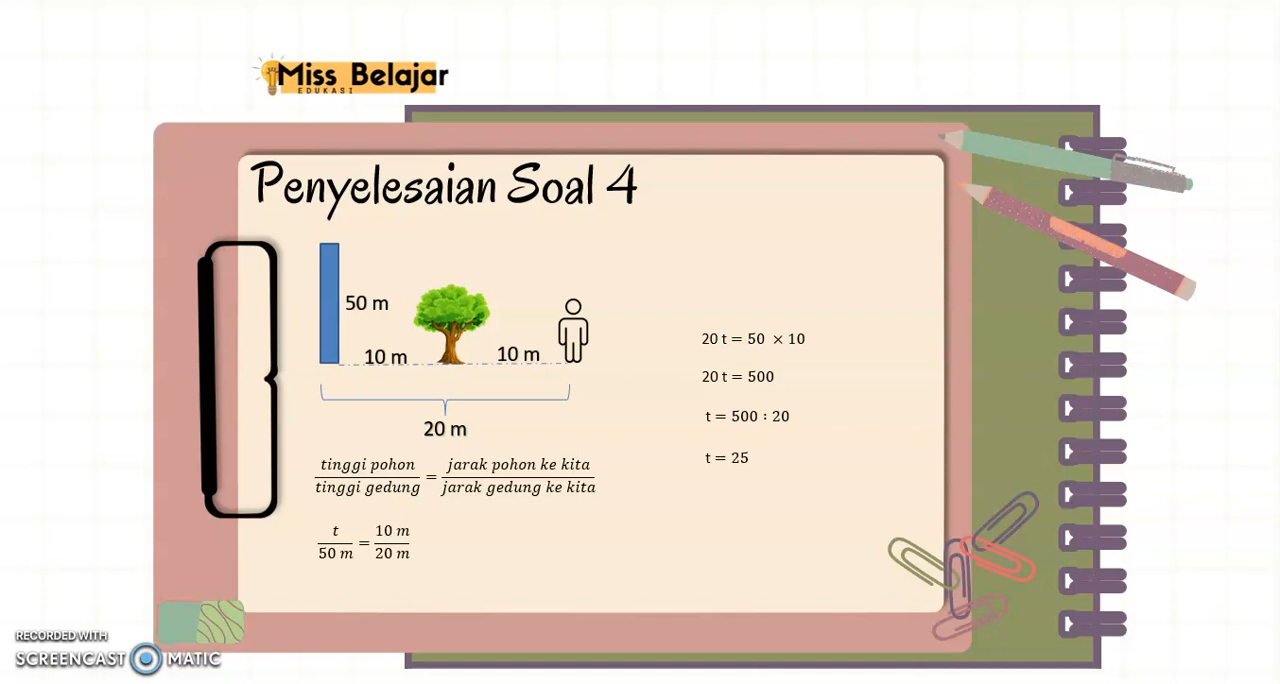 Miss Belajar
EDUKASI
Penyelesaian Soal 4
50 m
10 m
10 m
20 m
tinggi pohon / tinggi gedung = jarak pohon ke kita / jarak gedung ke kita
t / 50 m = 10 m / 20 m
20 t = 50 × 10
20 t = 500
t = 500 : 20
t = 25
RECORDED WITH
SCREENCAST MATIC